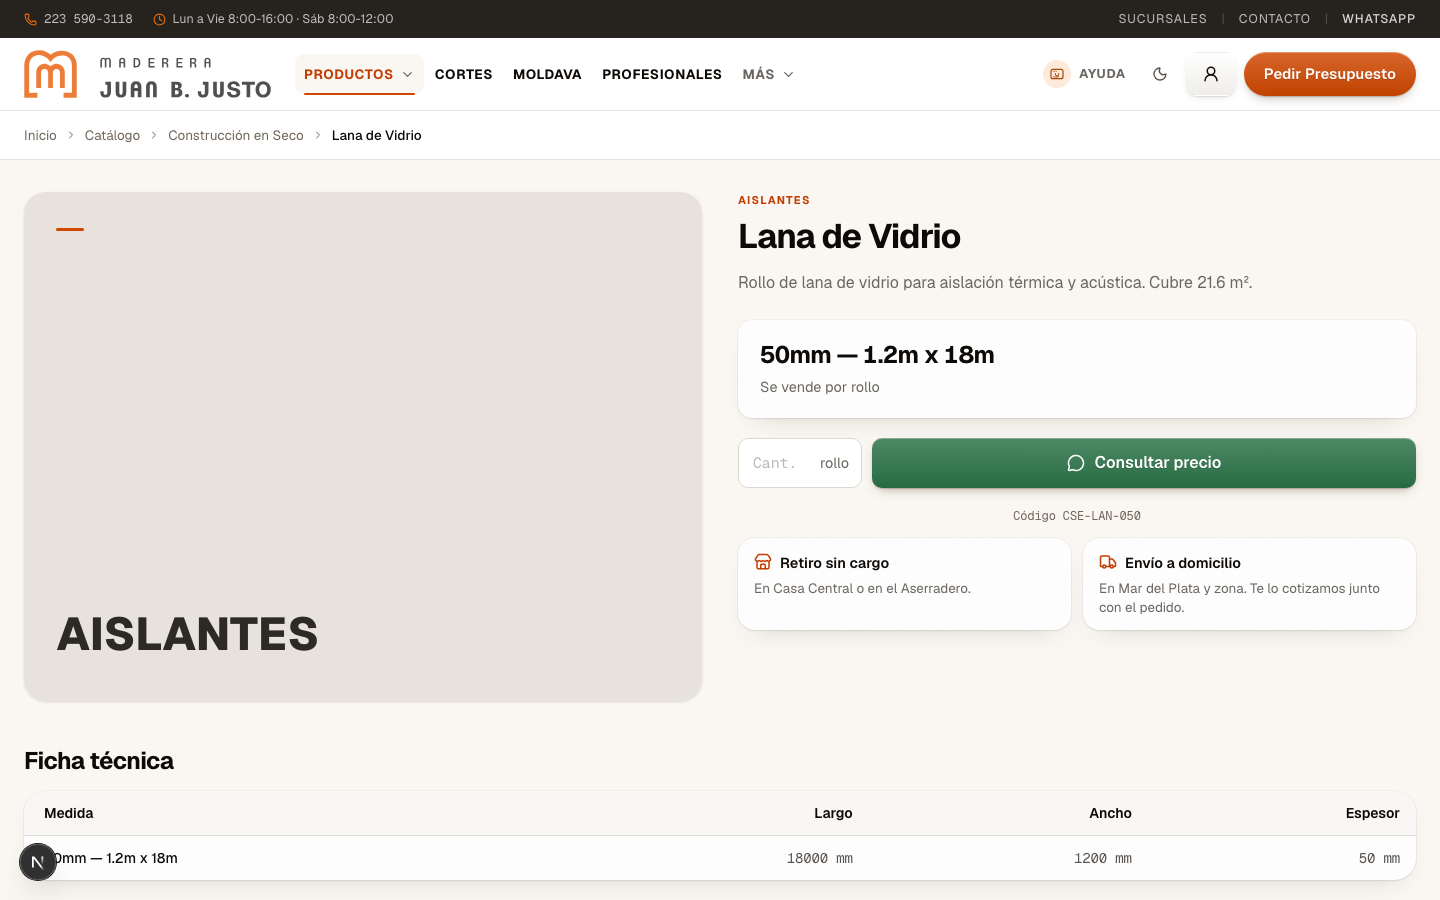 223 590-3118 Lun a Vie 8:00-16:00 · Sáb 8:00-12:00 SUCURSALES CONTACTO WHATSAPP
MADERERA
JUAN B. JUSTO
PRODUCTOS CORTES MOLDAVA PROFESIONALES MÁS AYUDA Pedir Presupuesto
Inicio Catálogo Construcción en Seco Lana de Vidrio
AISLANTES
AISLANTES
Lana de Vidrio
Rollo de lana de vidrio para aislación térmica y acústica. Cubre 21.6 m².
50mm — 1.2m x 18m
Se vende por rollo
Cant. rollo Consultar precio
Código CSE-LAN-050
Retiro sin cargo
En Casa Central o en el Aserradero.
Envío a domicilio
En Mar del Plata y zona. Te lo cotizamos junto
con el pedido.
Ficha técnica
Medida Largo Ancho Espesor
0mm — 1.2m x 18m 18000 mm 1200 mm 50 mm
N